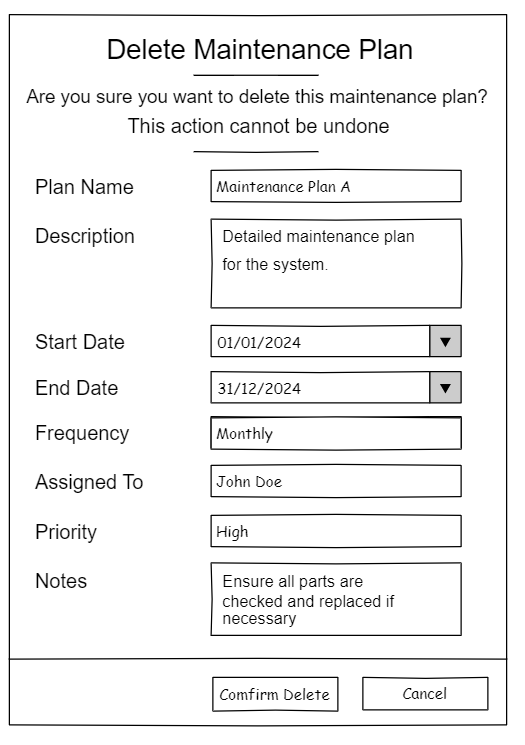 Delete Maintenance Plan
Are you sure you want to delete this maintenance plan?
This action cannot be undone
Plan Name
Maintenance Plan A
Description
Detailed maintenance plan
for the system.
Start Date
01/01/2024
End Date
31/12/2024
Frequency
Monthly
Assigned To
John Doe
Priority
High
Notes
Ensure all parts are
checked and replaced if
necessary
Comfirm Delete
Cancel